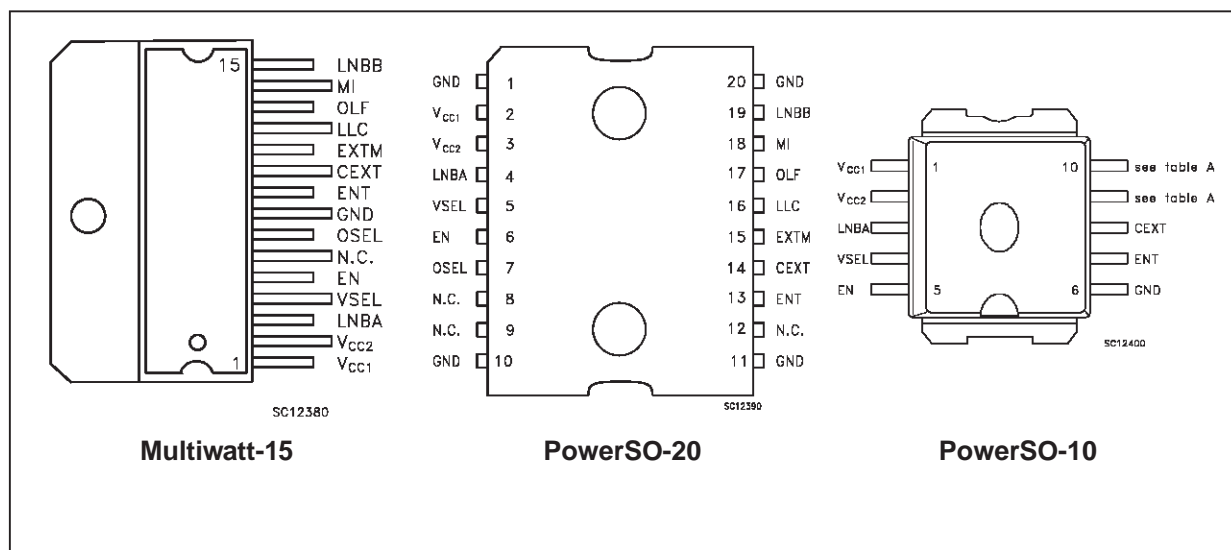 15 LNBB
MI
OLF
LLC
EXTM
CEXT
ENT
GND
OSEL
N.C.
EN
VSEL
LNBA
VCC2
1 VCC1
SC12380
Multiwatt-15
GND 1 20 GND
VCC1 2 19 LNBB
VCC2 3 18 MI
LNBA 4 17 OLF
VSEL 5 16 LLC
EN 6 15 EXTM
OSEL 7 14 CEXT
N.C. 8 13 ENT
N.C. 9 12 N.C.
GND 10 11 GND
SC12390
PowerSO-20
VCC1 1 10 see table A
VCC2 see table A
LNBA CEXT
VSEL ENT
EN 5 6 GND
SC12400
PowerSO-10